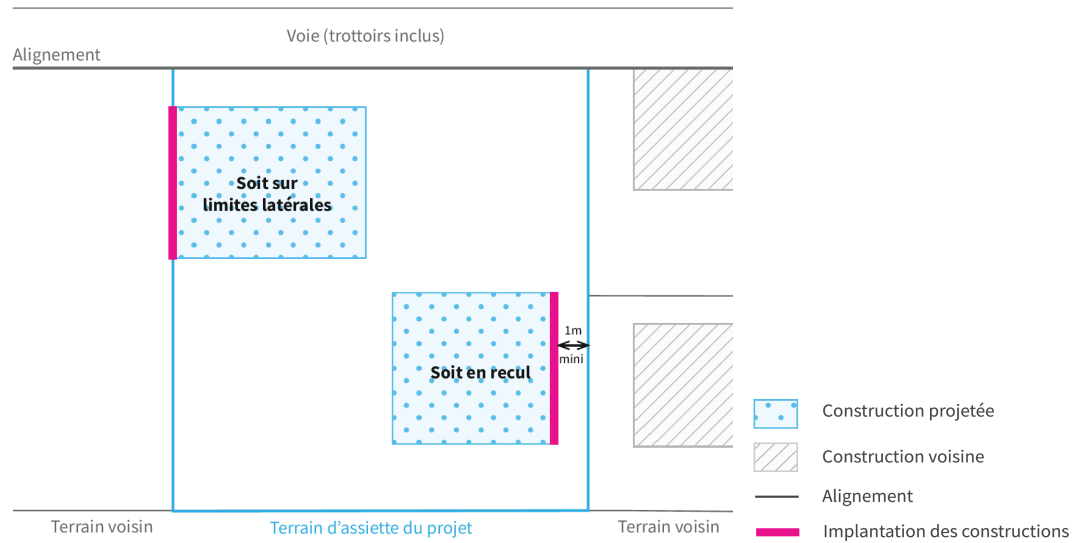 Voie (trottoirs inclus)
Alignement
Soit sur
limites latérales
1m
mini
Soit en recul
Construction projetée
Construction voisine
Alignement
Implantation des constructions
Terrain voisin
Terrain d’assiette du projet
Terrain voisin